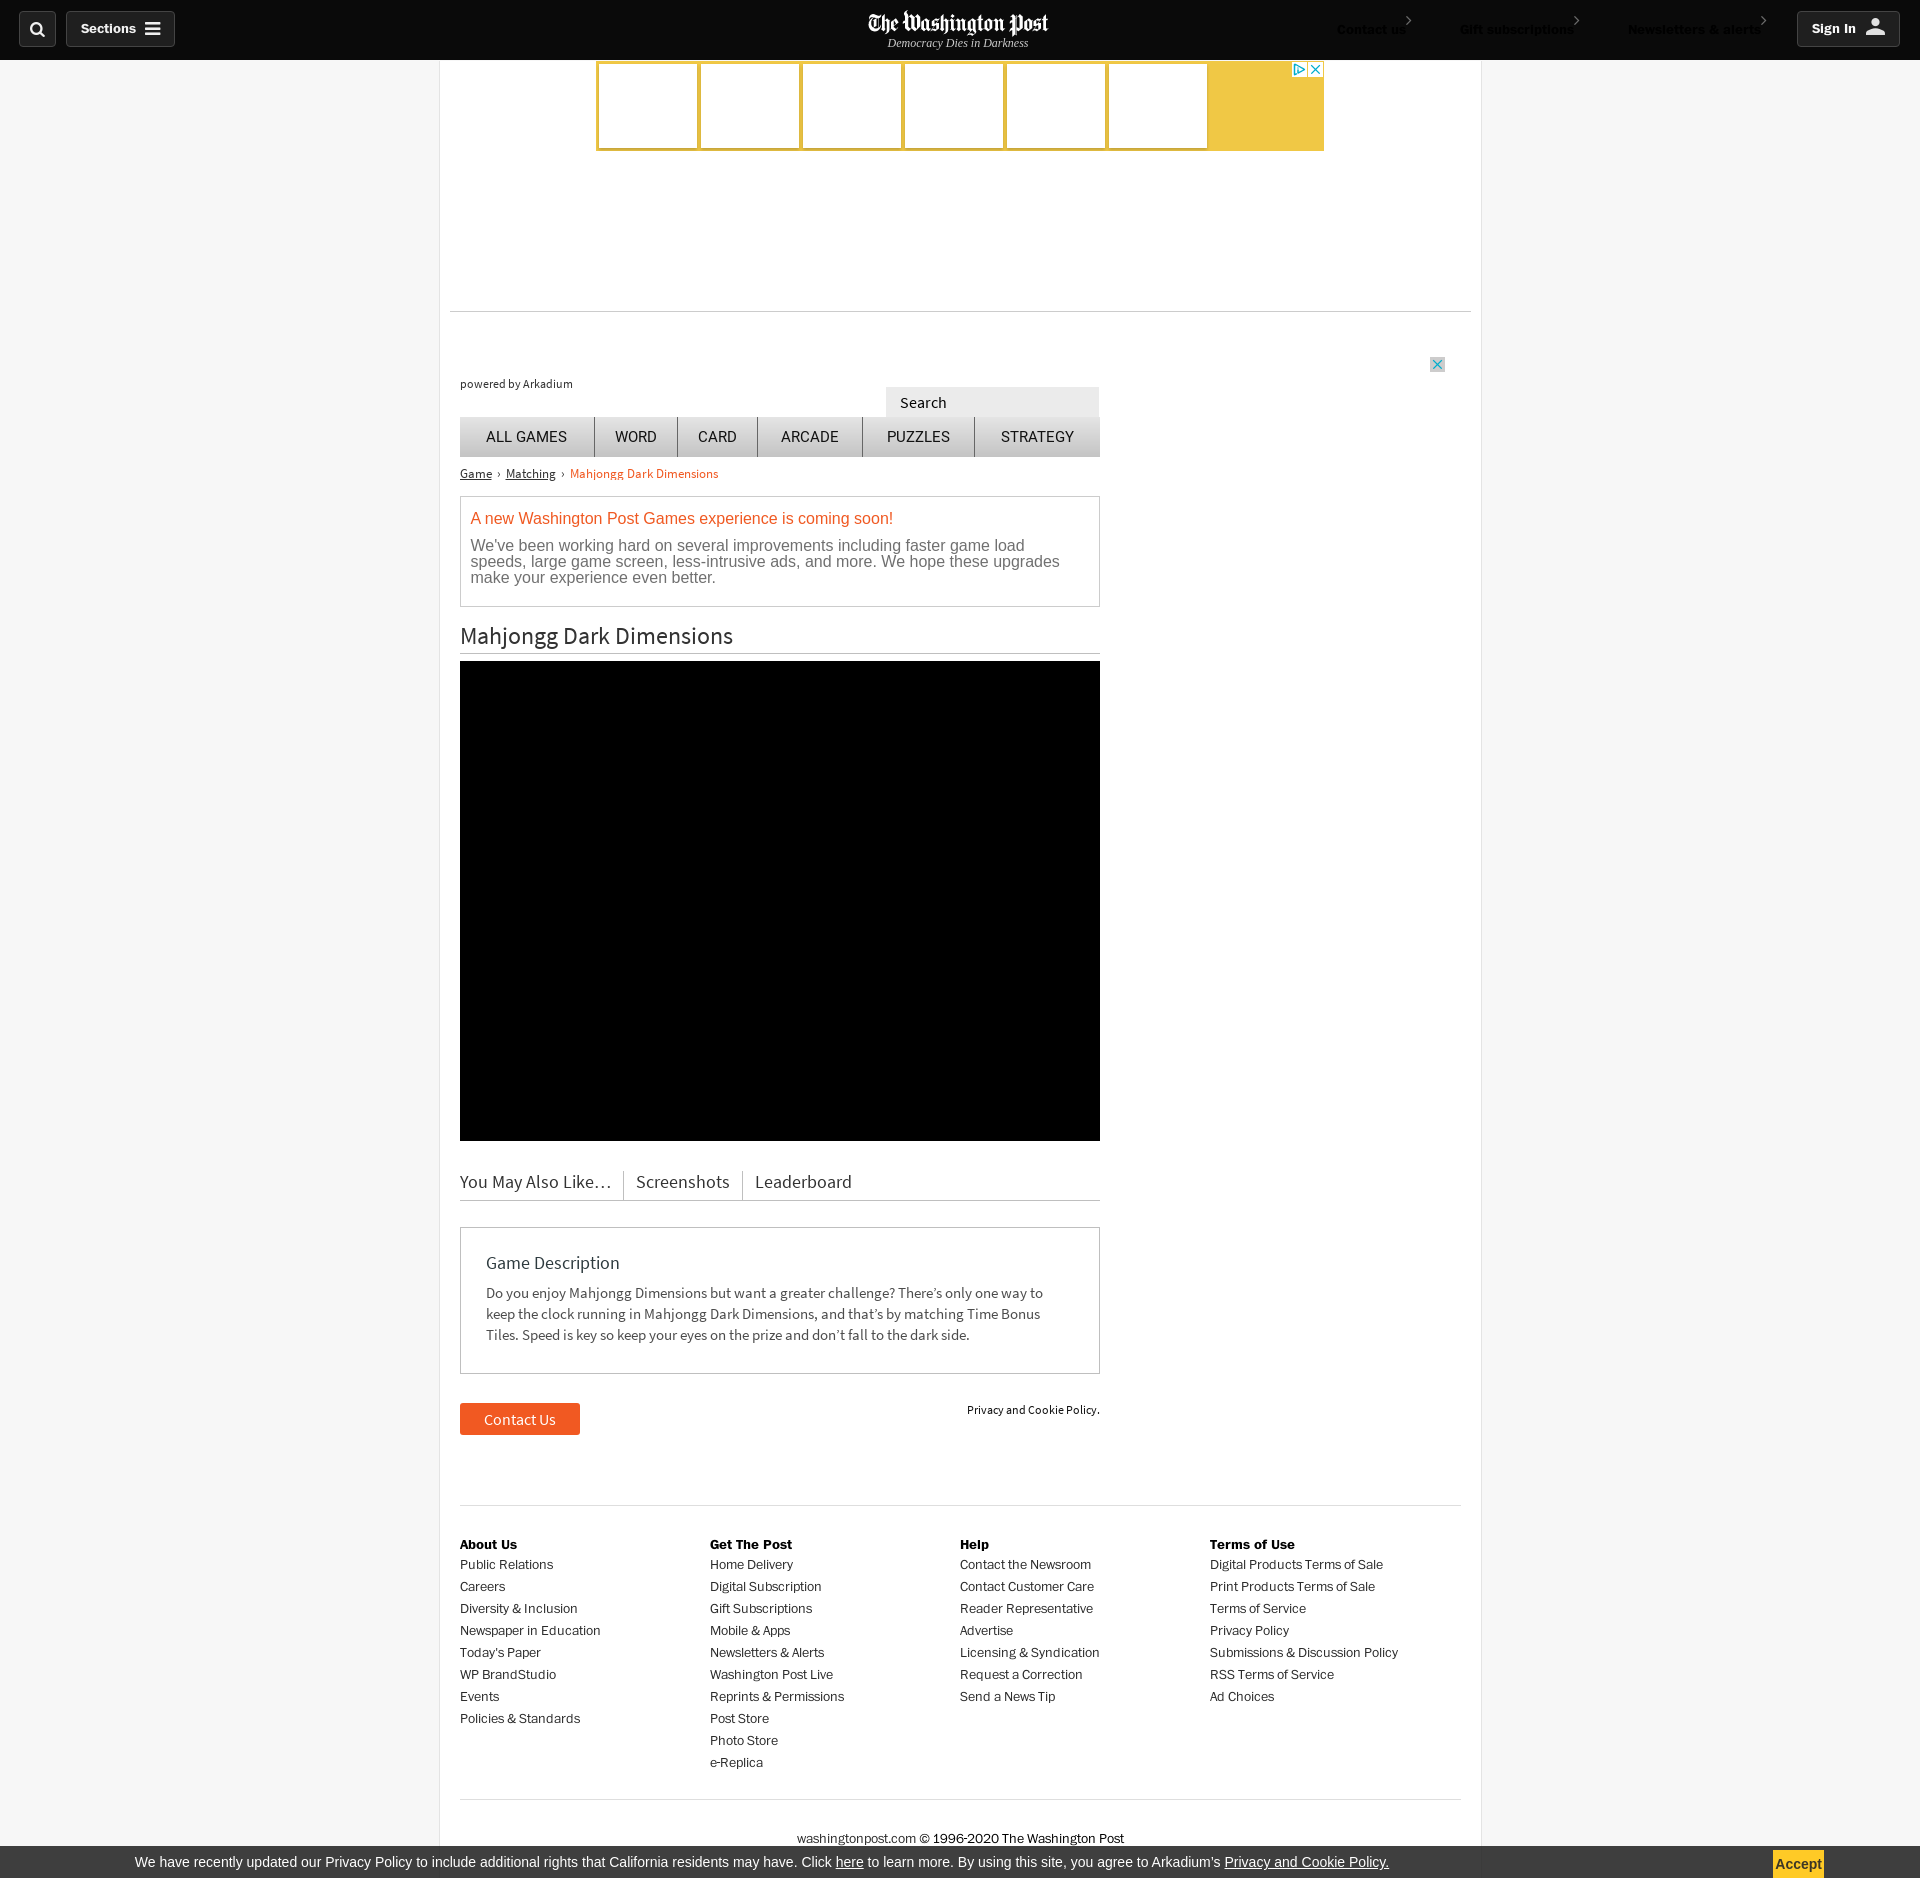 Sections
The Washington Post
Democracy Dies in Darkness
Contact us
Gift subscriptions
Newsletters & alerts
Sign In
powered by Arkadium
Search
ALL GAMES
WORD
CARD
ARCADE
PUZZLES
STRATEGY
Game › Matching › Mahjongg Dark Dimensions
A new Washington Post Games experience is coming soon!
We've been working hard on several improvements including faster game load
speeds, large game screen, less-intrusive ads, and more. We hope these upgrades
make your experience even better.
Mahjongg Dark Dimensions
You May Also Like…
Screenshots
Leaderboard
Game Description
Do you enjoy Mahjongg Dimensions but want a greater challenge? There’s only one way to
keep the clock running in Mahjongg Dark Dimensions, and that’s by matching Time Bonus
Tiles. Speed is key so keep your eyes on the prize and don’t fall to the dark side.
Contact Us
Privacy and Cookie Policy.
About Us
Public Relations
Careers
Diversity & Inclusion
Newspaper in Education
Today's Paper
WP BrandStudio
Events
Policies & Standards
Get The Post
Home Delivery
Digital Subscription
Gift Subscriptions
Mobile & Apps
Newsletters & Alerts
Washington Post Live
Reprints & Permissions
Post Store
Photo Store
e-Replica
Help
Contact the Newsroom
Contact Customer Care
Reader Representative
Advertise
Licensing & Syndication
Request a Correction
Send a News Tip
Terms of Use
Digital Products Terms of Sale
Print Products Terms of Sale
Terms of Service
Privacy Policy
Submissions & Discussion Policy
RSS Terms of Service
Ad Choices
washingtonpost.com © 1996-2020 The Washington Post
We have recently updated our Privacy Policy to include additional rights that California residents may have. Click here to learn more. By using this site, you agree to Arkadium's Privacy and Cookie Policy.
Accept